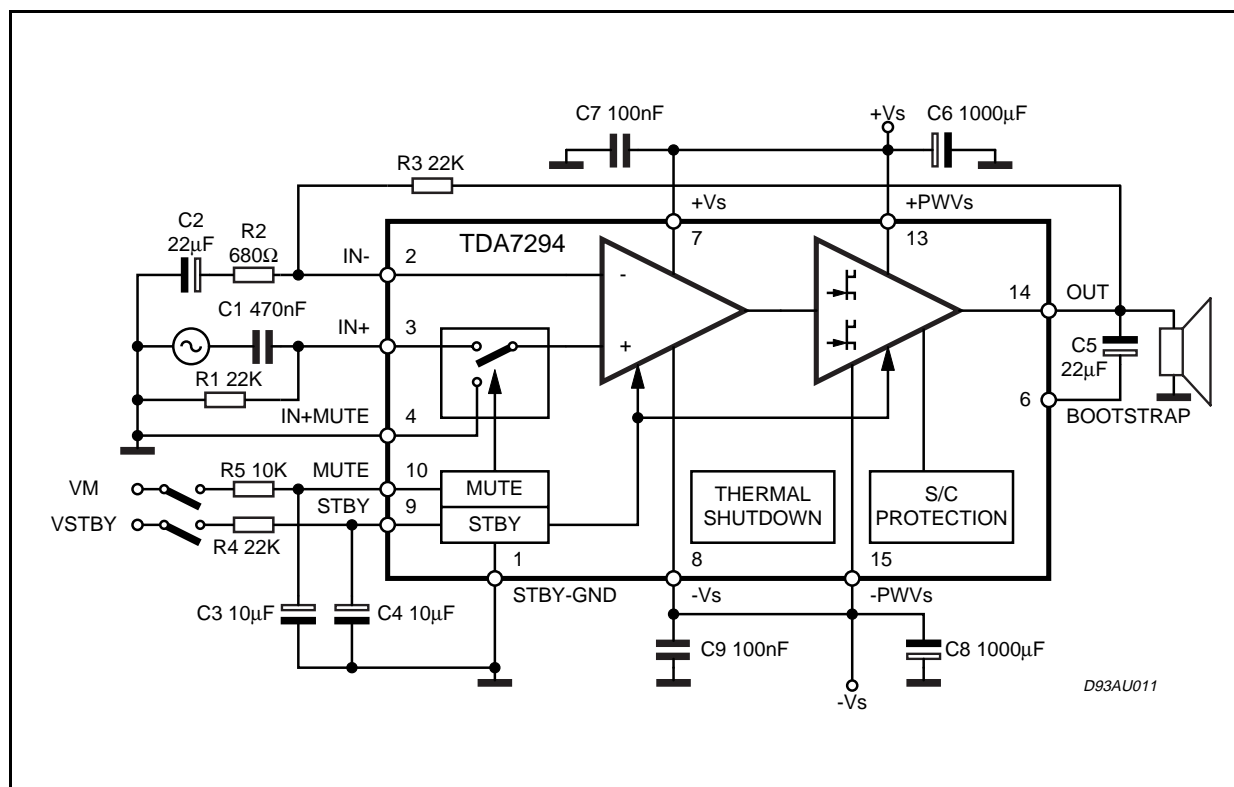 C7 100nF
+Vs
C6 1000µF
R3 22K
+Vs
+PWVs
C2
22µF
R2
680Ω
IN-
2
TDA7294
7
13
-
C1 470nF
IN+
3
+
14
OUT
C5
22µF
R1 22K
IN+MUTE
4
6
BOOTSTRAP
VM
R5 10K
MUTE
10
MUTE
THERMAL
SHUTDOWN
S/C
PROTECTION
VSTBY
R4 22K
STBY
9
STBY
1
8
15
STBY-GND
-Vs
-PWVs
C3 10µF
C4 10µF
C9 100nF
C8 1000µF
-Vs
D93AU011